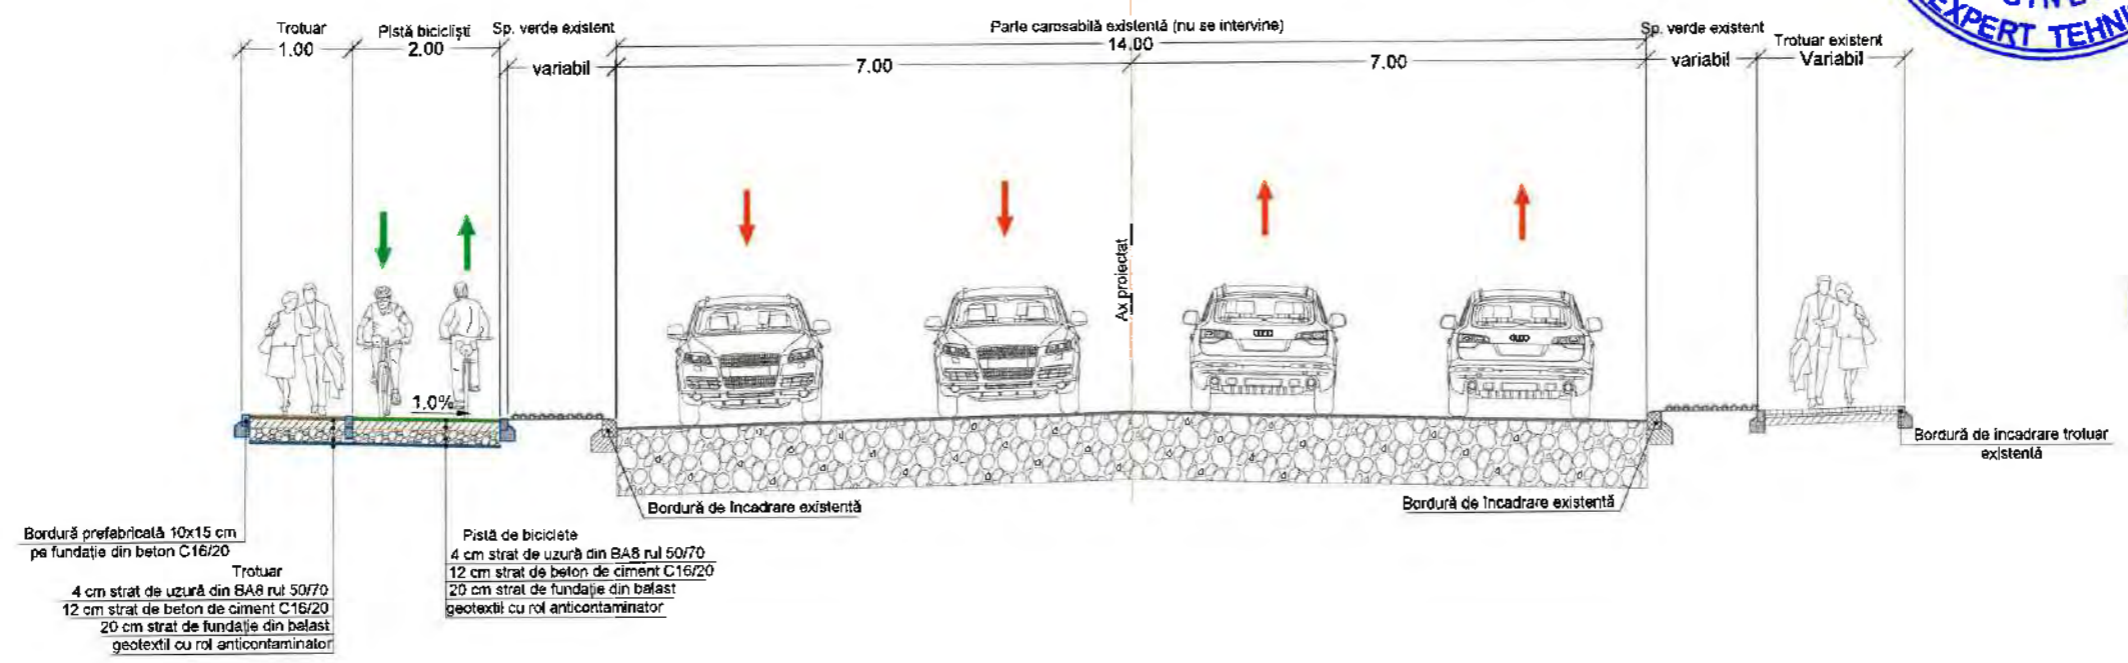 Trotuar
1.00
Pistă bicicliști
2.00
Sp. verde existent
variabil
Parte carosabilă existentă (nu se intervine)
14.00
7.00
7.00
Sp. verde existent
variabil
Trotuar existent
Variabil
EXPERT TEHNI
Ax proiectat
1.0%
Bordură de încadrare existentă
Bordură de încadrare existentă
Bordură de încadrare trotuar
existentă
Bordură prefabricată 10x15 cm
pe fundație din beton C16/20
Trotuar
4 cm strat de uzură din BA8 rul 50/70
12 cm strat de beton de ciment C16/20
20 cm strat de fundație din balast
geotextil cu rol anticontaminator
Pistă de biciclete
4 cm strat de uzură din BA8 rul 50/70
12 cm strat de beton de ciment C16/20
20 cm strat de fundație din balast
geotextil cu rol anticontaminator